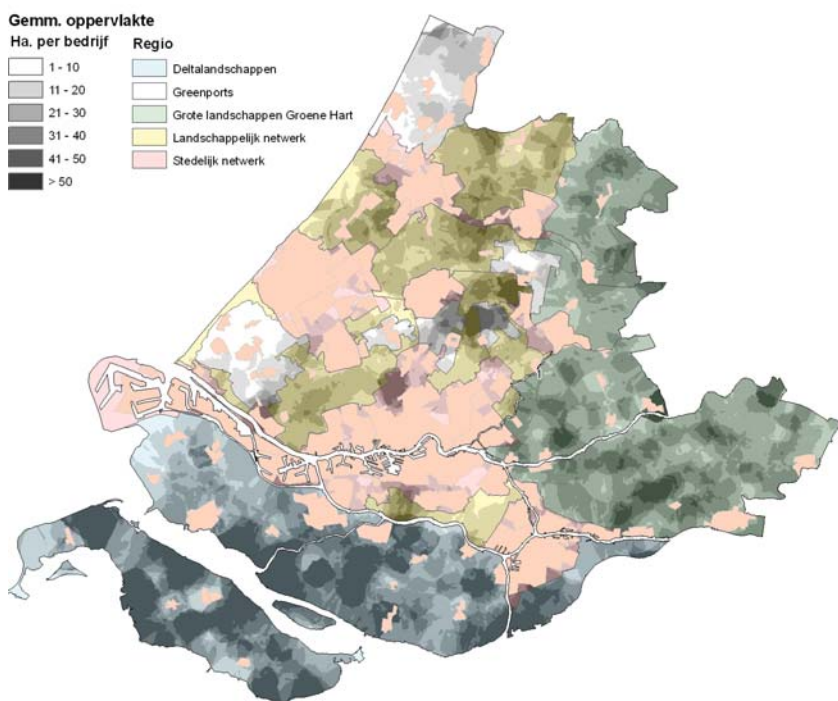 Gemm. oppervlakte
Ha. per bedrijf
1 - 10
11 - 20
21 - 30
31 - 40
41 - 50
> 50
Regio
Deltalandschappen
Greenports
Grote landschappen Groene Hart
Landschappelijk netwerk
Stedelijk netwerk